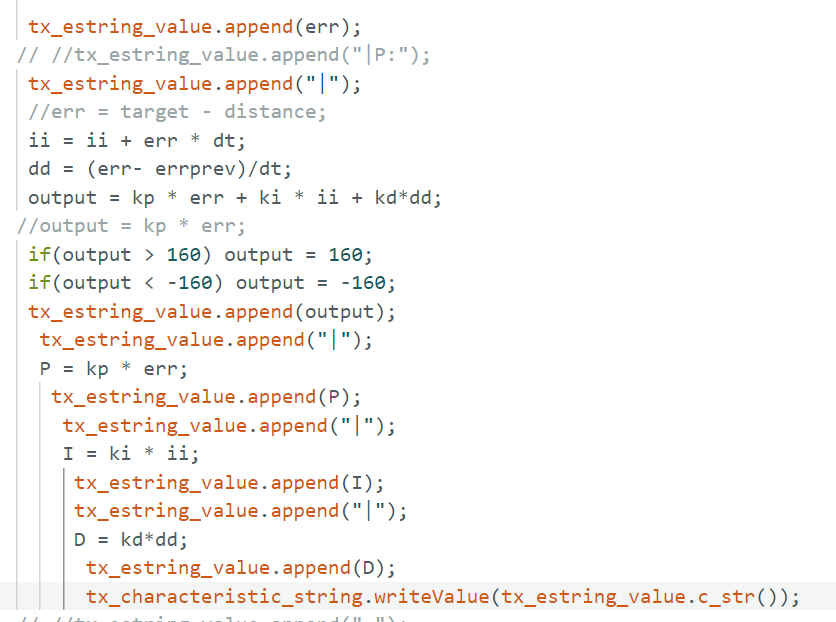 tx_estring_value.append(err);
// //tx_estring_value.append("|P:");
tx_estring_value.append("|");
//err = target - distance;
ii = ii + err * dt;
dd = (err- errprev)/dt;
output = kp * err + ki * ii + kd*dd;
//output = kp * err;
if(output > 160) output = 160;
if(output < -160) output = -160;
tx_estring_value.append(output);
tx_estring_value.append("|");
P = kp * err;
tx_estring_value.append(P);
tx_estring_value.append("|");
I = ki * ii;
tx_estring_value.append(I);
tx_estring_value.append("|");
D = kd*dd;
tx_estring_value.append(D);
tx_characteristic_string.writeValue(tx_estring_value.c_str());